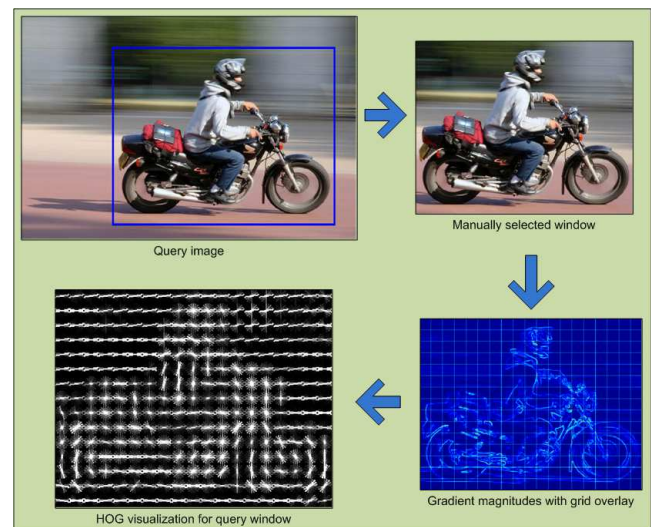 Query image
Manually selected window
Gradient magnitudes with grid overlay
HOG visualization for query window